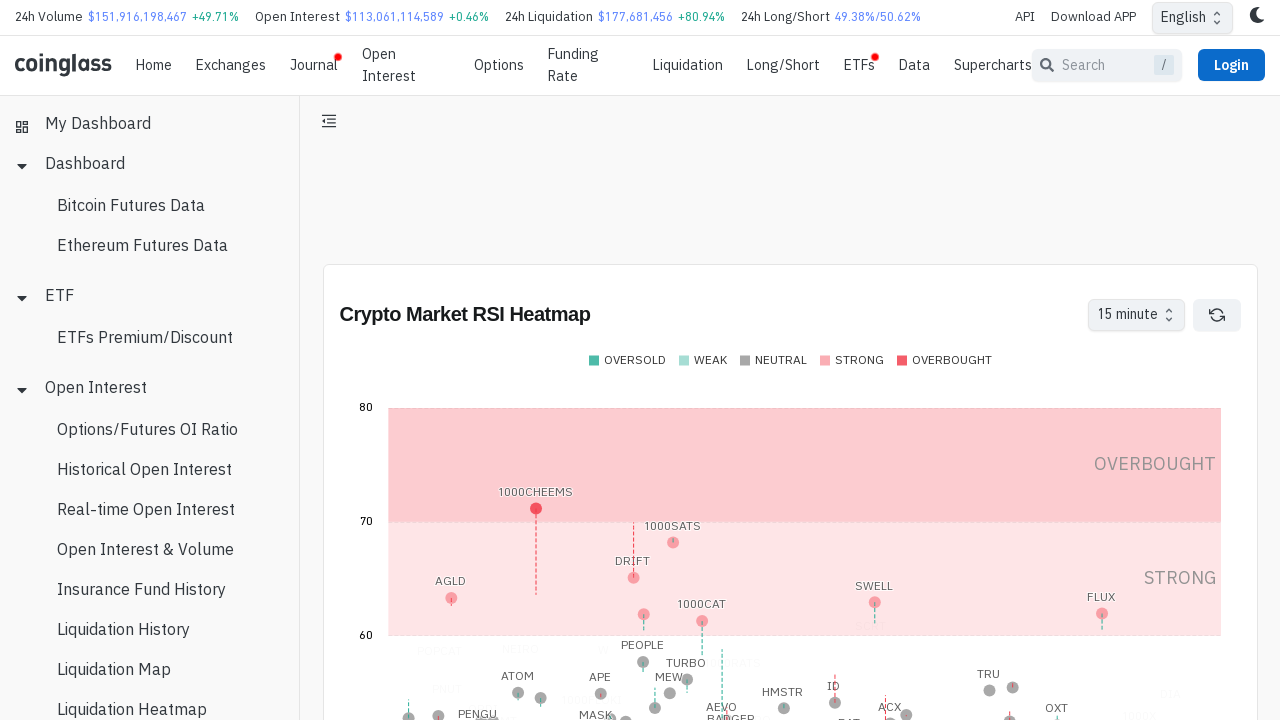 24h Volume $151,916,198,467 +49.71% Open Interest $113,061,114,589 +0.46% 24h Liquidation $177,681,456 +80.94% 24h Long/Short 49.38%/50.62% API Download APP English
coinglass Home Exchanges Journal Open Interest Options Funding Rate Liquidation Long/Short ETFs Data Supercharts Search / Login
My Dashboard
Dashboard
Bitcoin Futures Data
Ethereum Futures Data
ETF
ETFs Premium/Discount
Open Interest
Options/Futures OI Ratio
Historical Open Interest
Real-time Open Interest
Open Interest & Volume
Insurance Fund History
Liquidation History
Liquidation Map
Liquidation Heatmap
Crypto Market RSI Heatmap 15 minute
OVERSOLD WEAK NEUTRAL STRONG OVERBOUGHT
80
OVERBOUGHT
1000CHEEMS
70
1000SATS
DRIFT
STRONG
AGLD
SWELL
FLUX
1000CAT
60
PEOPLE
TURBO
ATOM
APE
MEW
TRU
ID
HMSTR
PENGU
MASK
AEVO
ACX
OXT
BADGER